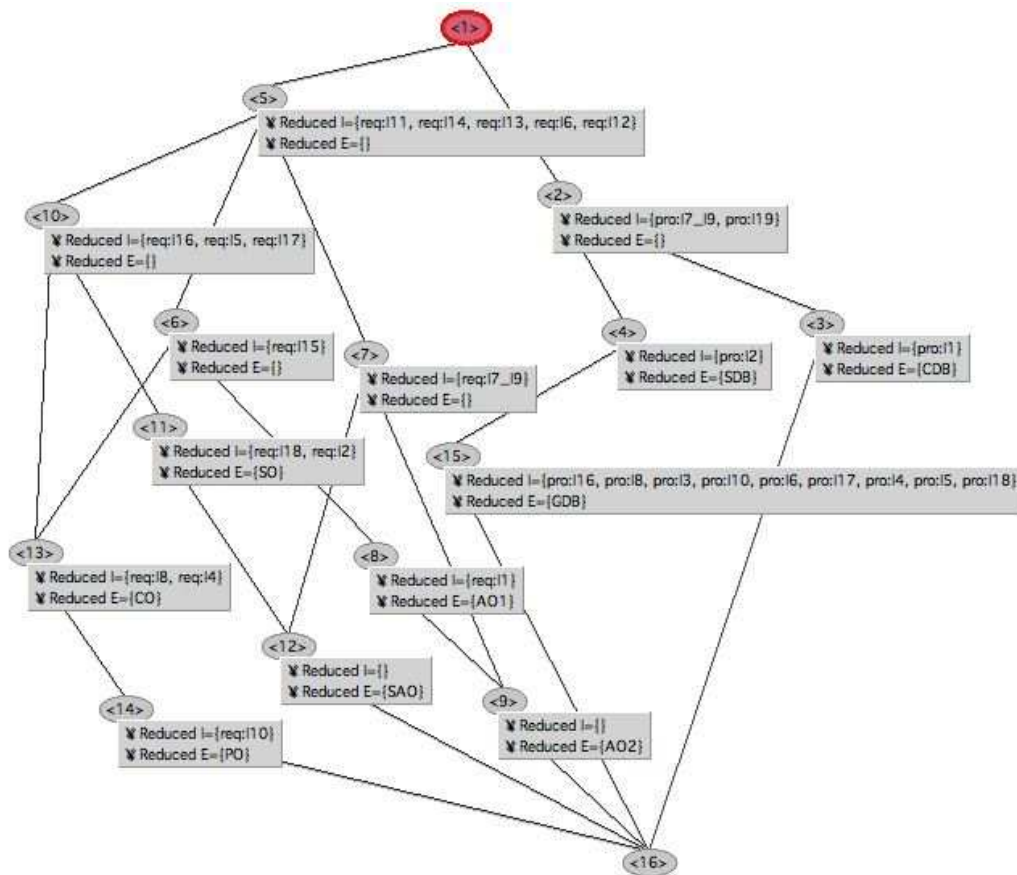 <1>
<5>
¥ Reduced I={req:I11, req:I14, req:I13, req:I6, req:I12}
¥ Reduced E={}
<10>
¥ Reduced I={req:I16, req:I5, req:I17}
¥ Reduced E={}
<2>
¥ Reduced I={pro:I7_I9, pro:I19}
¥ Reduced E={}
<6>
¥ Reduced I={req:I15}
¥ Reduced E={}
<7>
¥ Reduced I={req:I7_I9}
¥ Reduced E={}
<4>
¥ Reduced I={pro:I2}
¥ Reduced E={SDB}
<3>
¥ Reduced I={pro:I1}
¥ Reduced E={CDB}
<11>
¥ Reduced I={req:I18, req:I2}
¥ Reduced E={SO}
<15>
¥ Reduced I={pro:I16, pro:I8, pro:I3, pro:I10, pro:I6, pro:I17, pro:I4, pro:I5, pro:I18}
¥ Reduced E={GDB}
<13>
¥ Reduced I={req:I8, req:I4}
¥ Reduced E={CO}
<8>
¥ Reduced I={req:I1}
¥ Reduced E={AO1}
<12>
¥ Reduced I={}
¥ Reduced E={SAO}
<14>
¥ Reduced I={req:I10}
¥ Reduced E={PO}
<9>
¥ Reduced I={}
¥ Reduced E={AO2}
<16>